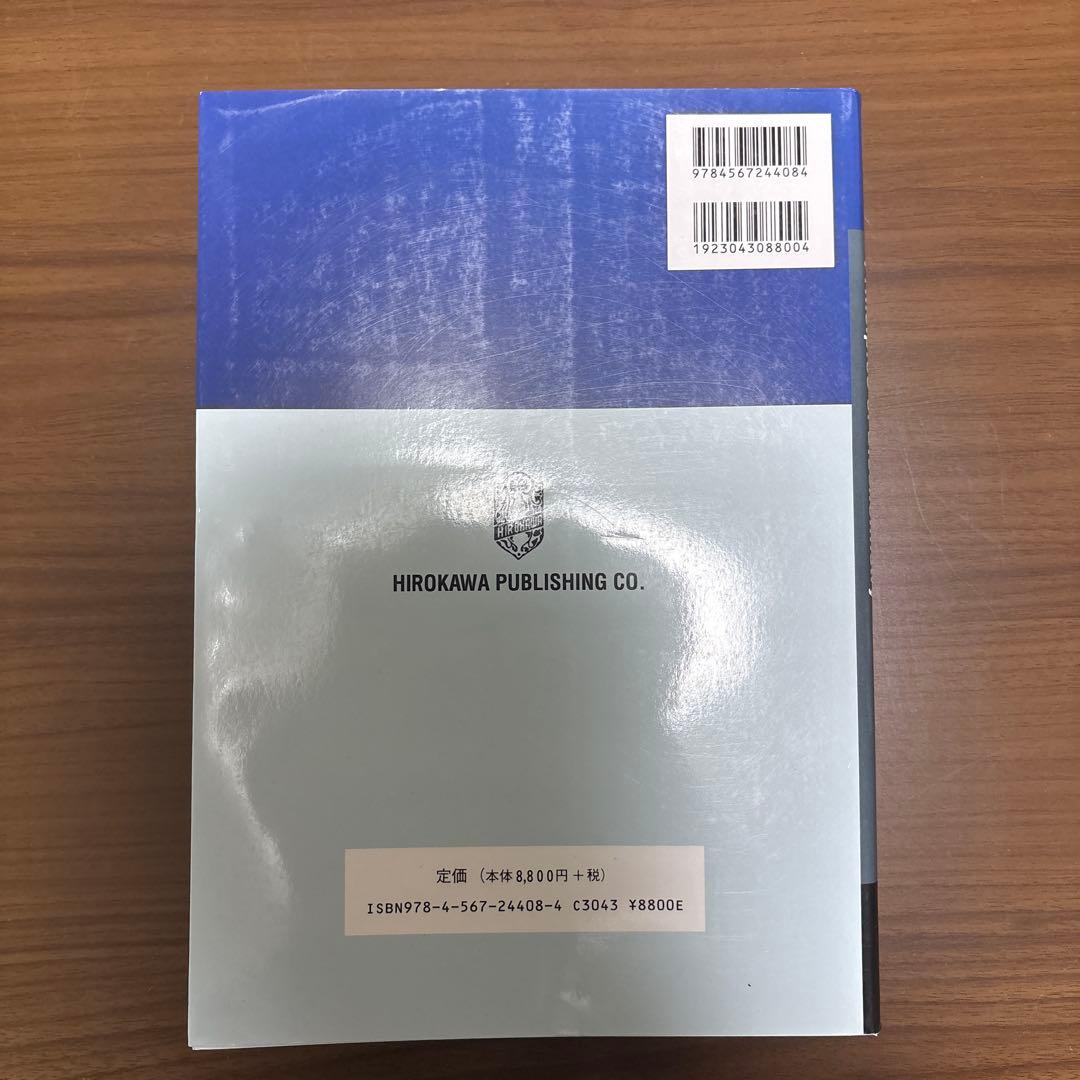 9784567244084
1923043088004
HIROKAWA
HIROKAWA PUBLISHING CO.
定価 (本体8,800円+税)
ISBN978-4-567-24408-4 C3043 ¥8800E